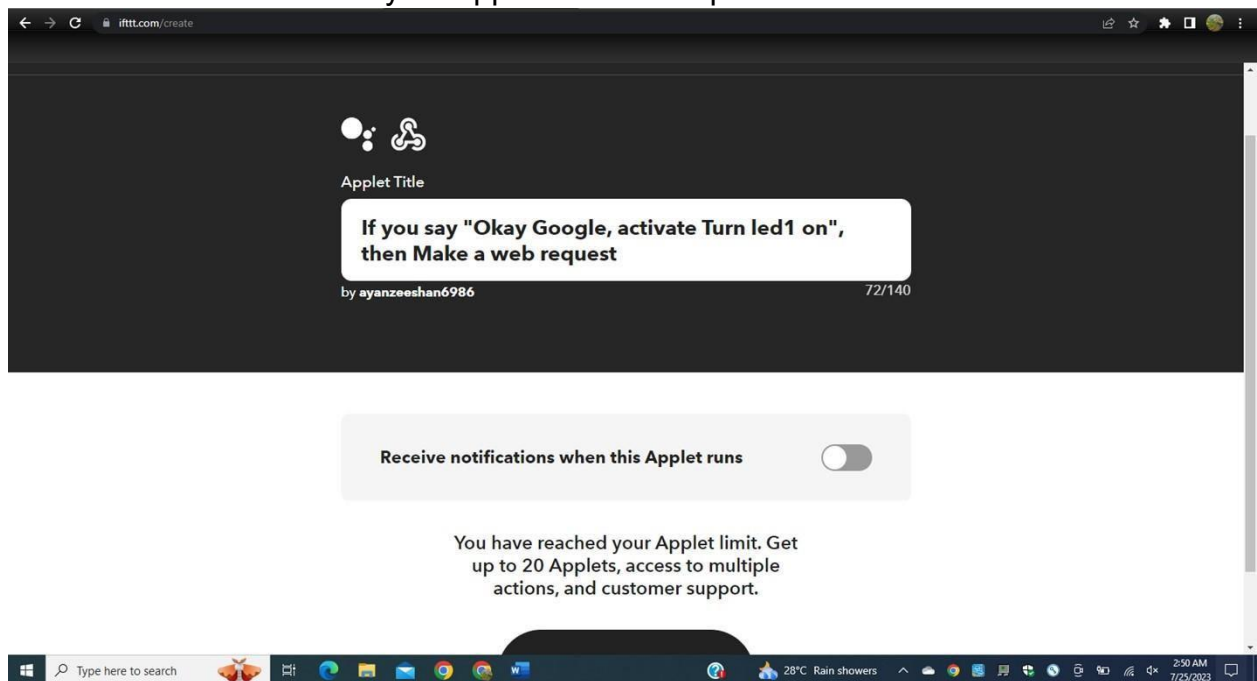 ifttt.com/create
Applet Title
If you say "Okay Google, activate Turn led1 on",
then Make a web request
by ayanzeeshan6986
72/140
Receive notifications when this Applet runs
You have reached your Applet limit. Get
up to 20 Applets, access to multiple
actions, and customer support.
Type here to search
28°C Rain showers
2:50 AM
7/25/2023